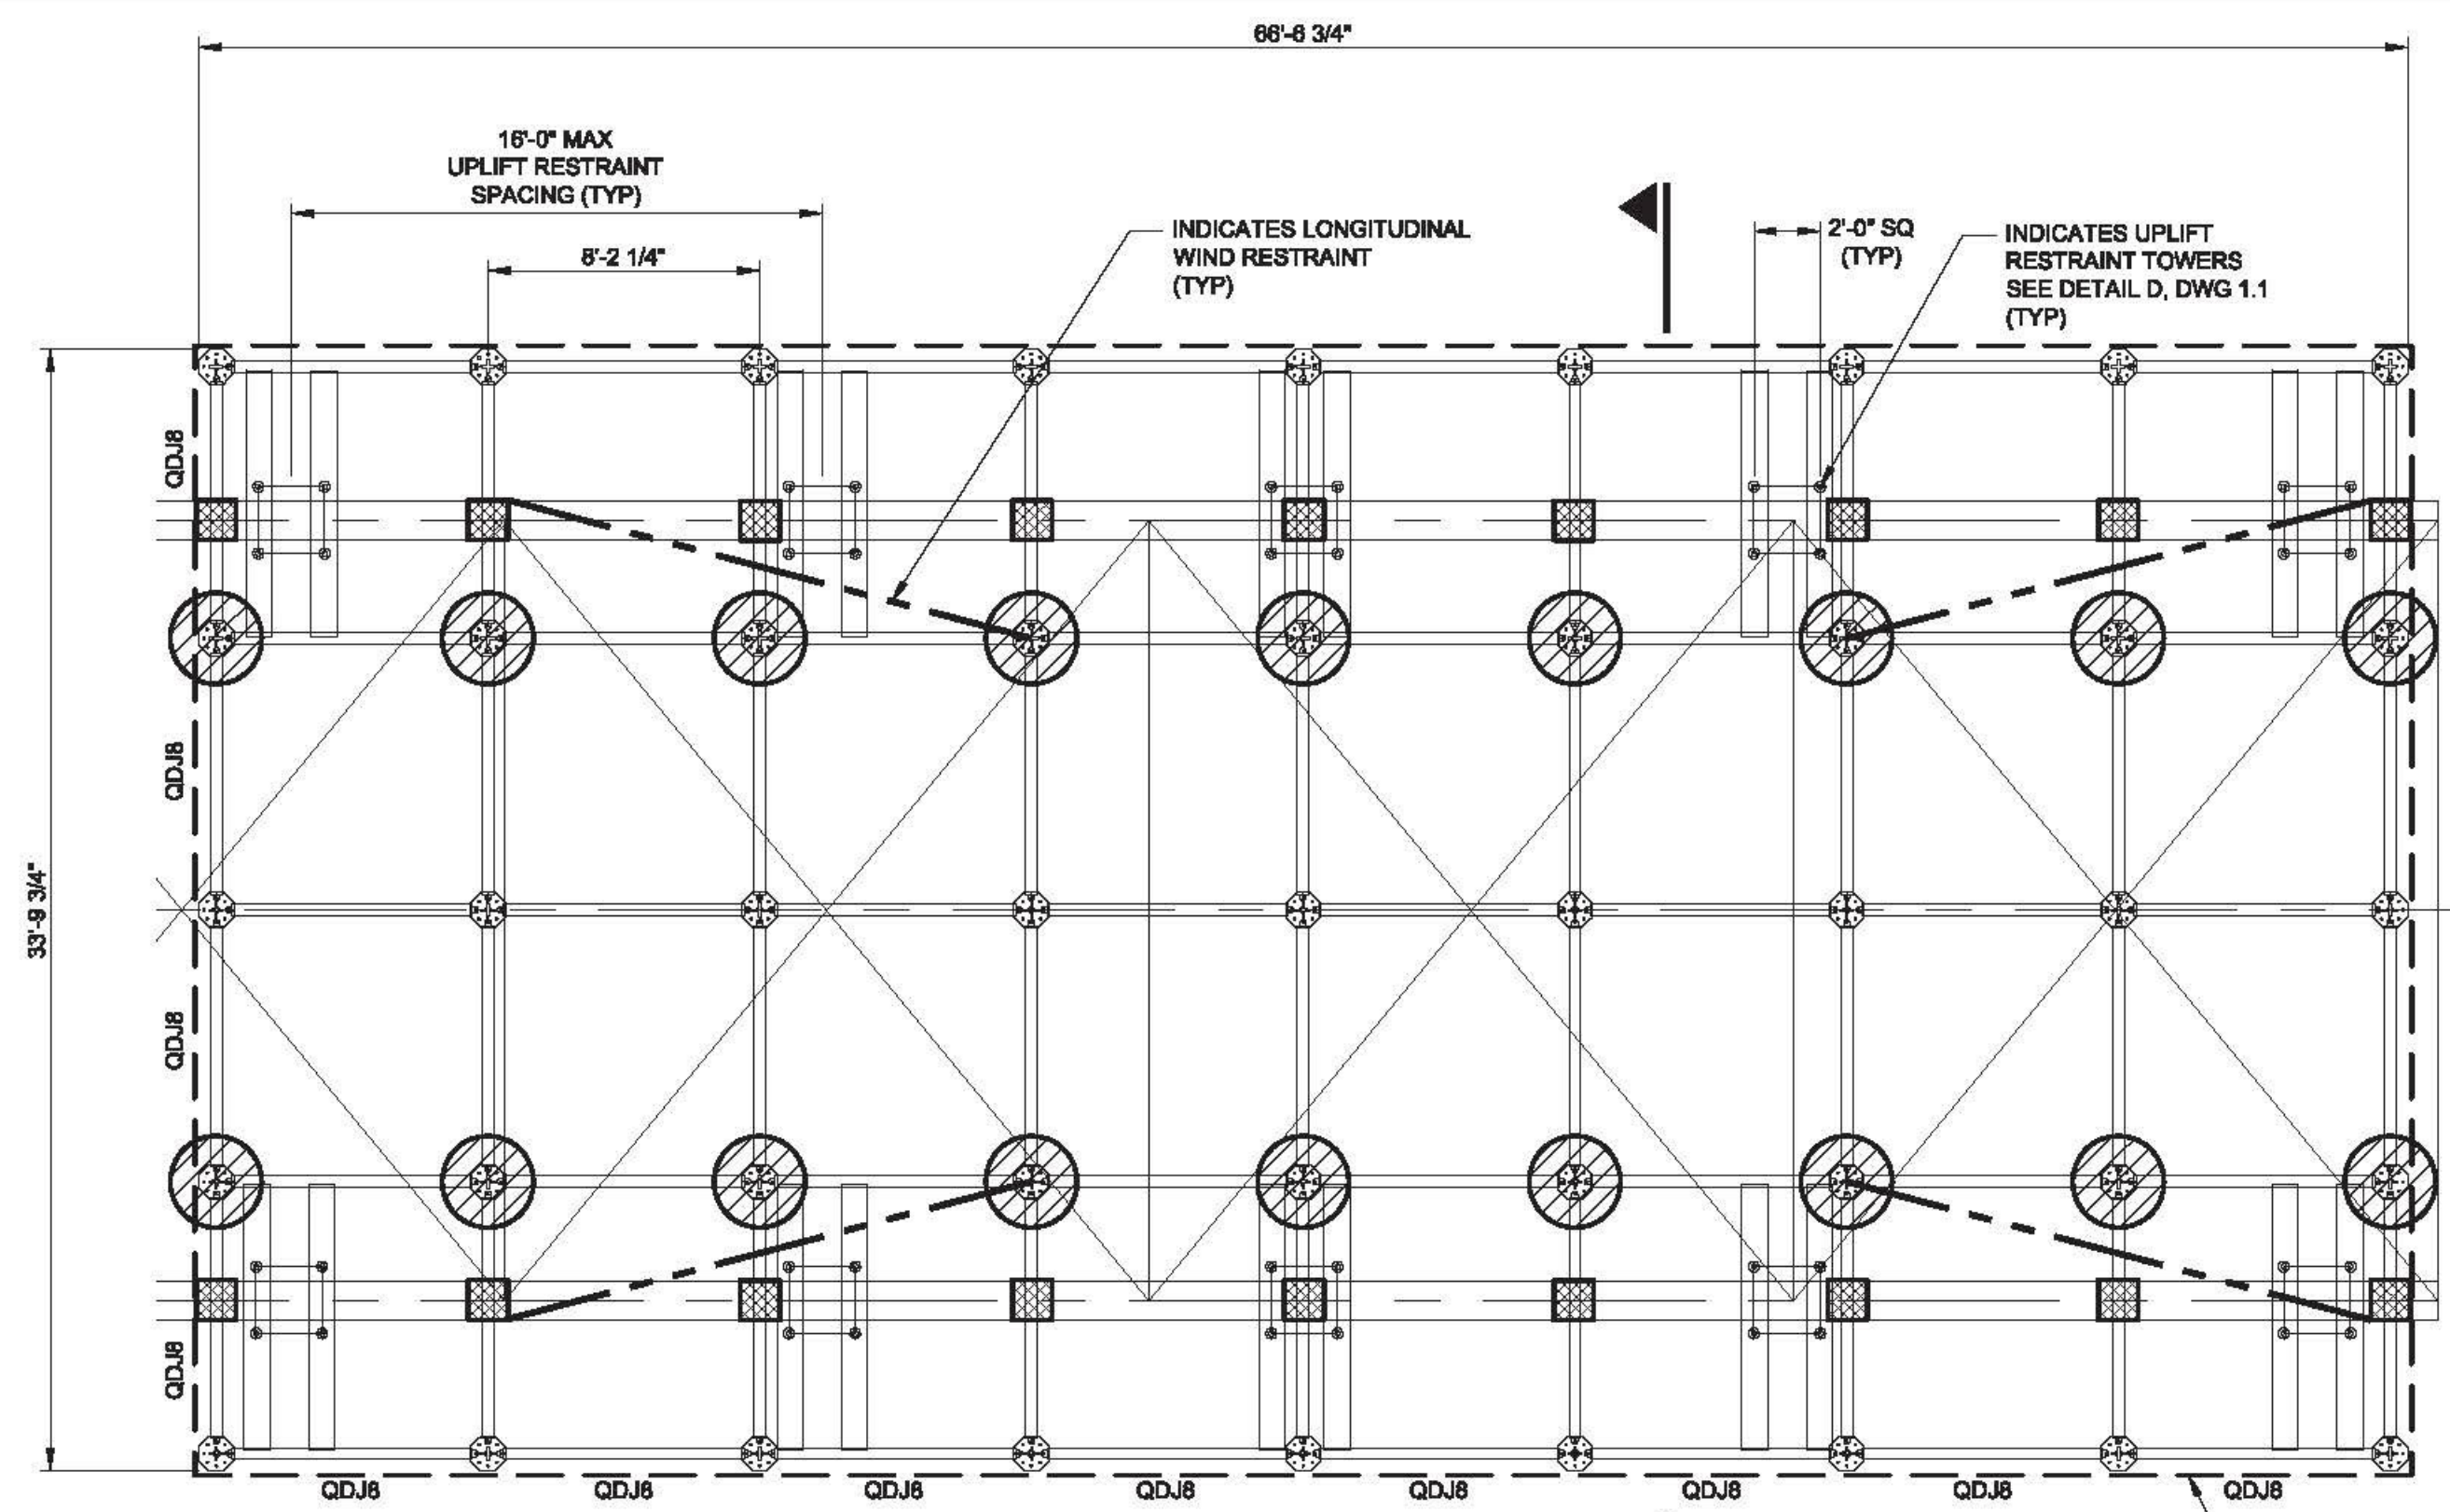 66'-6 3/4"
16'-0" MAX
UPLIFT RESTRAINT
SPACING (TYP)
8'-2 1/4"
INDICATES LONGITUDINAL
WIND RESTRAINT
(TYP)
2'-0" SQ
(TYP)
INDICATES UPLIFT
RESTRAINT TOWERS
SEE DETAIL D, DWG 1.1
(TYP)
QDJ8
QDJ8
QDJ8
QDJ8
33'-9 3/4"
QDJ8
QDJ8
QDJ8
QDJ8
QDJ8
QDJ8
QDJ8
QDJ8